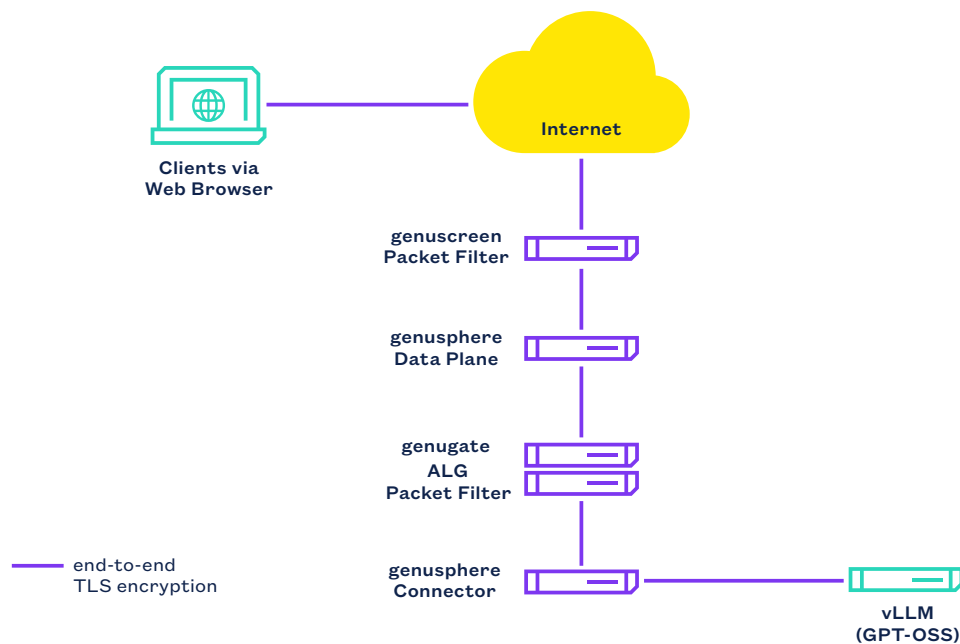 Internet
Clients via
Web Browser
genuscreen
Packet Filter
genusphere
Data Plane
genugate
ALG
Packet Filter
end-to-end
TLS encryption
genusphere
Connector
vLLM
(GPT-OSS)